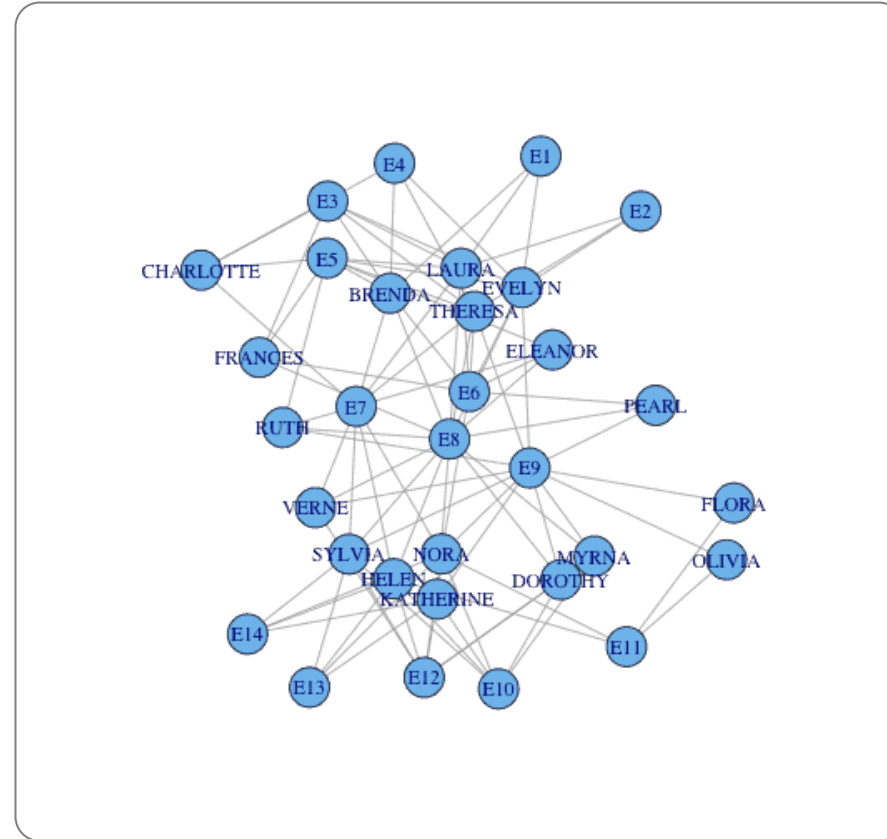 E1
E4
E3
E2
E5
LAURA
CHARLOTTE
EVELYN
BRENDA
THERESA
ELEANOR
FRANCES
E6
E7
PEARL
RUTH
E8
E9
FLORA
VERNE
SYLVIA
NORA
MYRNA
OLIVIA
HELEN
DOROTHY
KATHERINE
E14
E11
E12
E13
E10